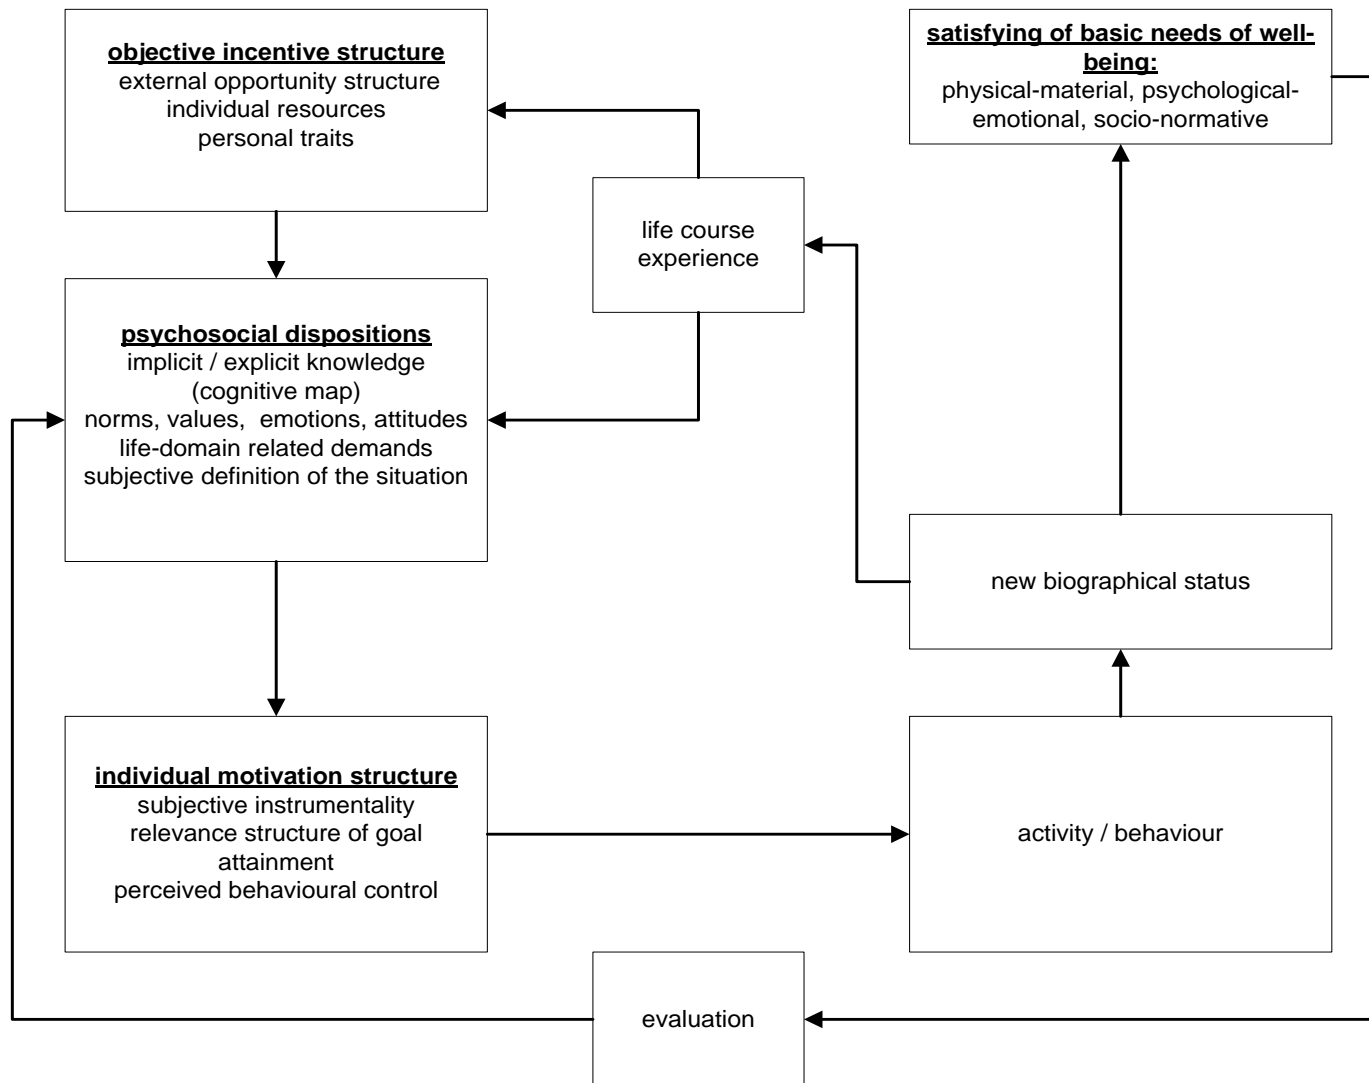 objective incentive structure
external opportunity structure
individual resources
personal traits
satisfying of basic needs of well-
being:
physical-material, psychological-
emotional, socio-normative
life course
experience
psychosocial dispositions
implicit / explicit knowledge
(cognitive map)
norms, values, emotions, attitudes
life-domain related demands
subjective definition of the situation
new biographical status
individual motivation structure
subjective instrumentality
relevance structure of goal
attainment
perceived behavioural control
activity / behaviour
evaluation